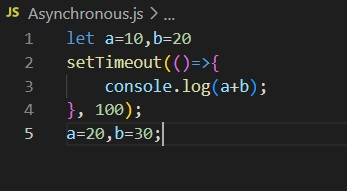 JS Asynchronous.js > ...
1 let a=10,b=20
2 setTimeout(()=>{
3     console.log(a+b);
4 }, 100);
5 a=20,b=30;